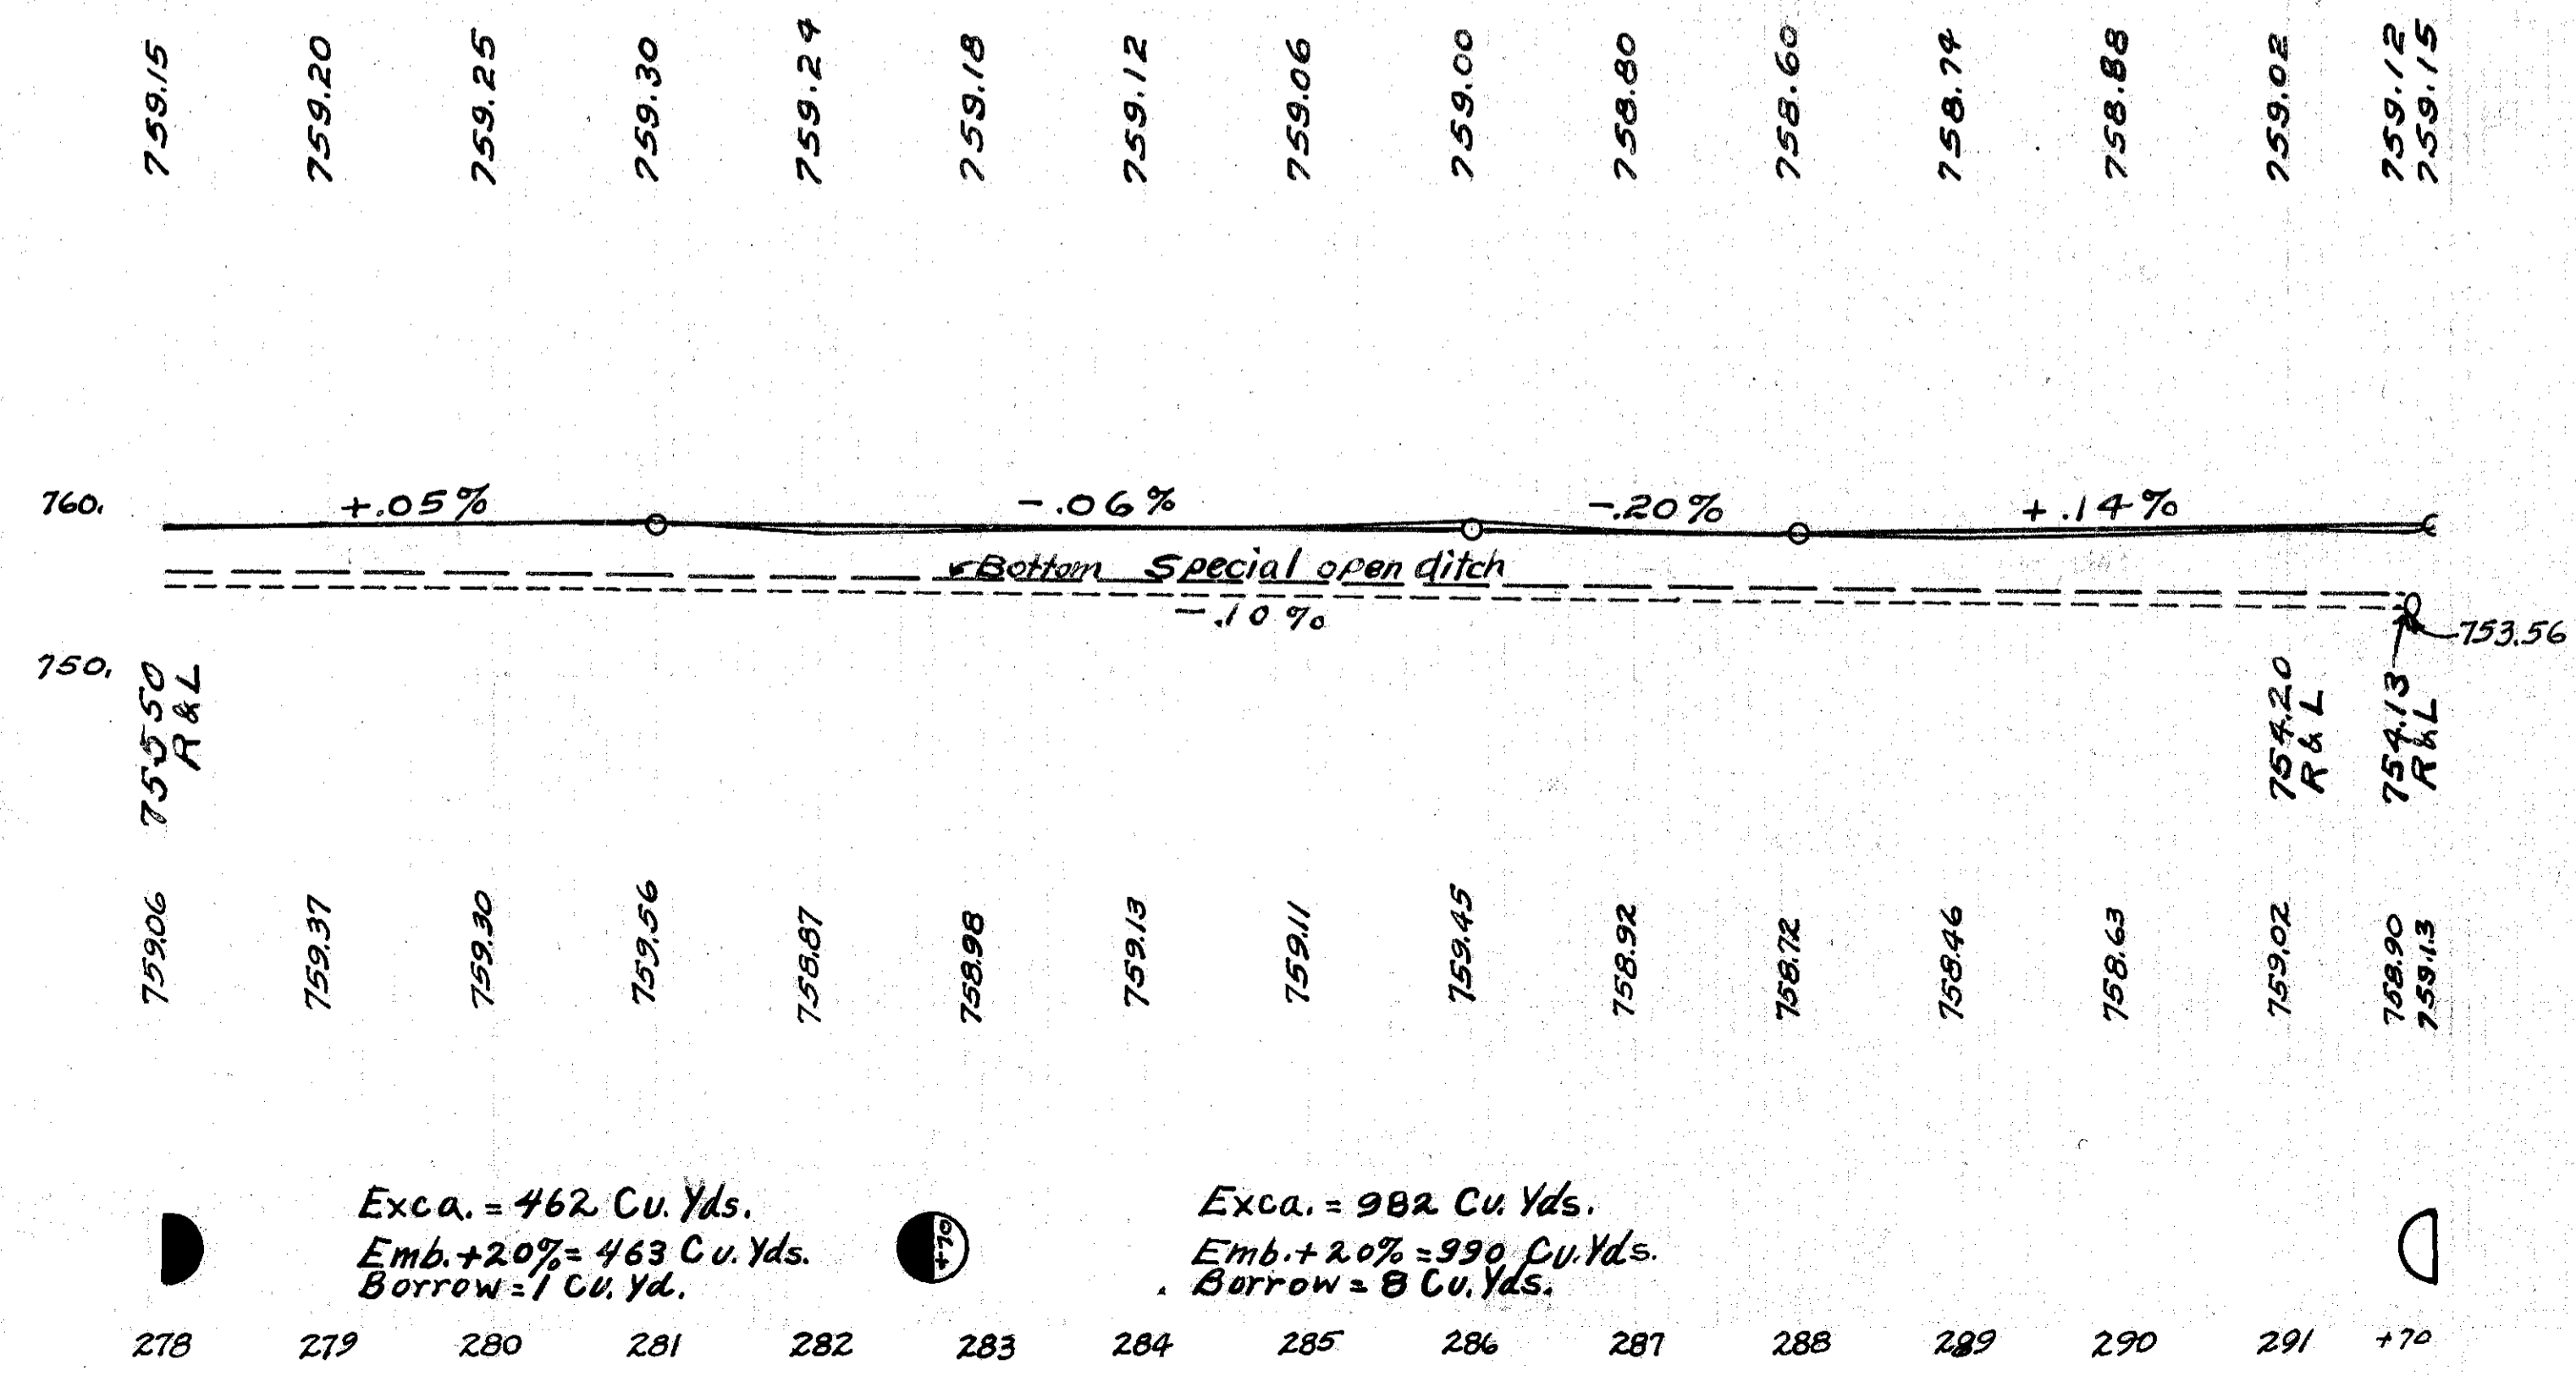 759.15 759.20 759.25 759.30 759.24 759.18 759.12 759.06 759.00 758.80 758.60 758.74 758.88 759.02 759.12 759.15
760. +.05% -.06% -.20% +.14%
Bottom Special open ditch
-.10%
753.56
750.
755.50 R & L
754.20 R & L
754.13 R & L
759.06 759.37 759.30 759.56 758.87 758.98 759.13 759.11 759.45 758.92 758.72 758.46 758.63 759.02 758.90 759.13
Exca. = 462 Cu. Yds.
Emb. +20% = 463 Cu. Yds.
Borrow = 1 Cu. Yd.
+70
Exca. = 982 Cu. Yds.
Emb. + 20% = 990 Cu. Yds.
Borrow = 8 Cu. Yds.
278 279 280 281 282 283 284 285 286 287 288 289 290 291 +70